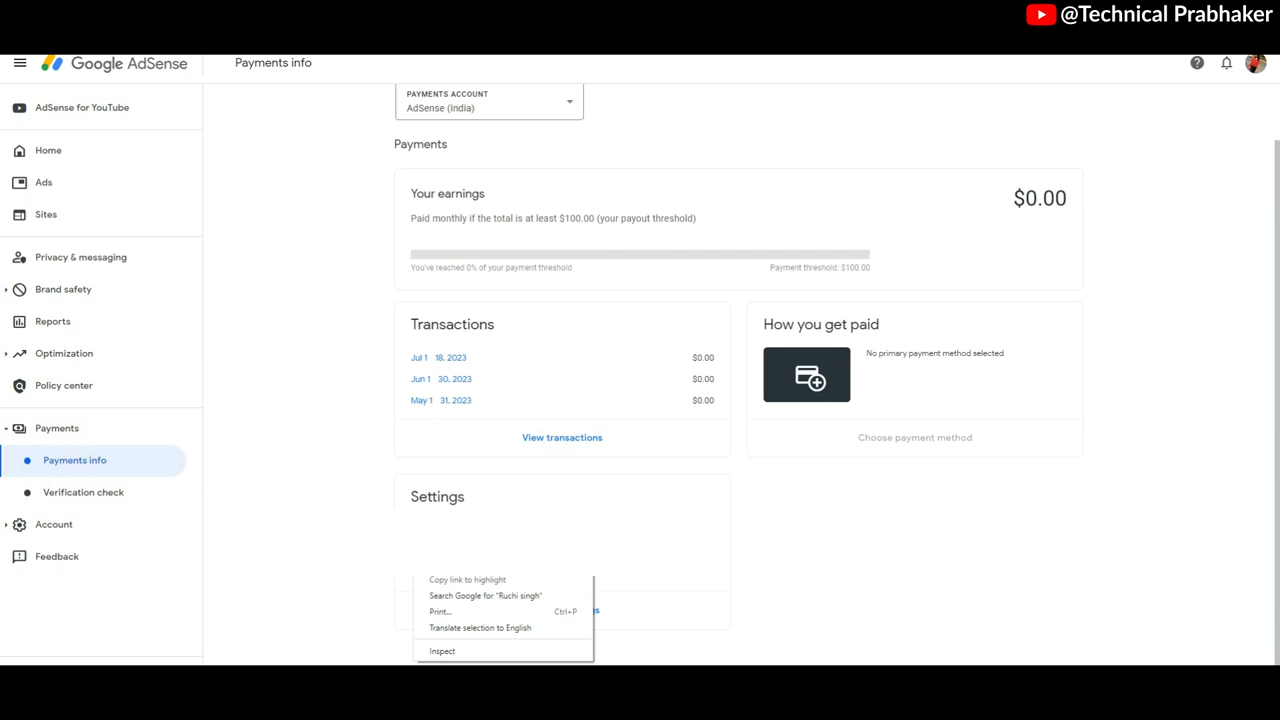 @Technical Prabhaker
Google AdSense
Payments info
AdSense for YouTube
Home
Ads
Sites
Privacy & messaging
Brand safety
Reports
Optimization
Policy center
Payments
Payments info
Verification check
Account
Feedback
PAYMENTS ACCOUNT
AdSense (India)
Payments
Your earnings
$0.00
Paid monthly if the total is at least $100.00 (your payout threshold)
You've reached 0% of your payment threshold
Payment threshold: $100.00
Transactions
Jul 1 18, 2023 $0.00
Jun 1 30, 2023 $0.00
May 1 31, 2023 $0.00
View transactions
How you get paid
No primary payment method selected
Choose payment method
Settings
Copy link to highlight
Search Google for "Ruchi singh"
Print... Ctrl+P
Translate selection to English
Inspect